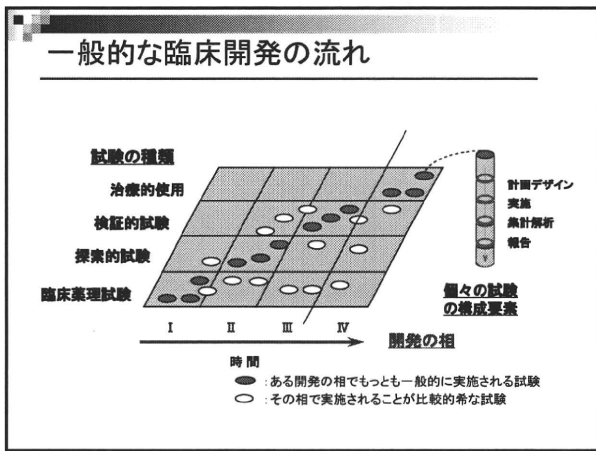 一般的な臨床開発の流れ
試験の種類
治療的使用
検証的試験
探索的試験
臨床薬理試験
I II III IV
開発の相
時間
計画デザイン
実施
集計解析
報告
個々の試験
の構成要素
:ある開発の相でもっとも一般的に実施される試験
:その相で実施されることが比較的希な試験